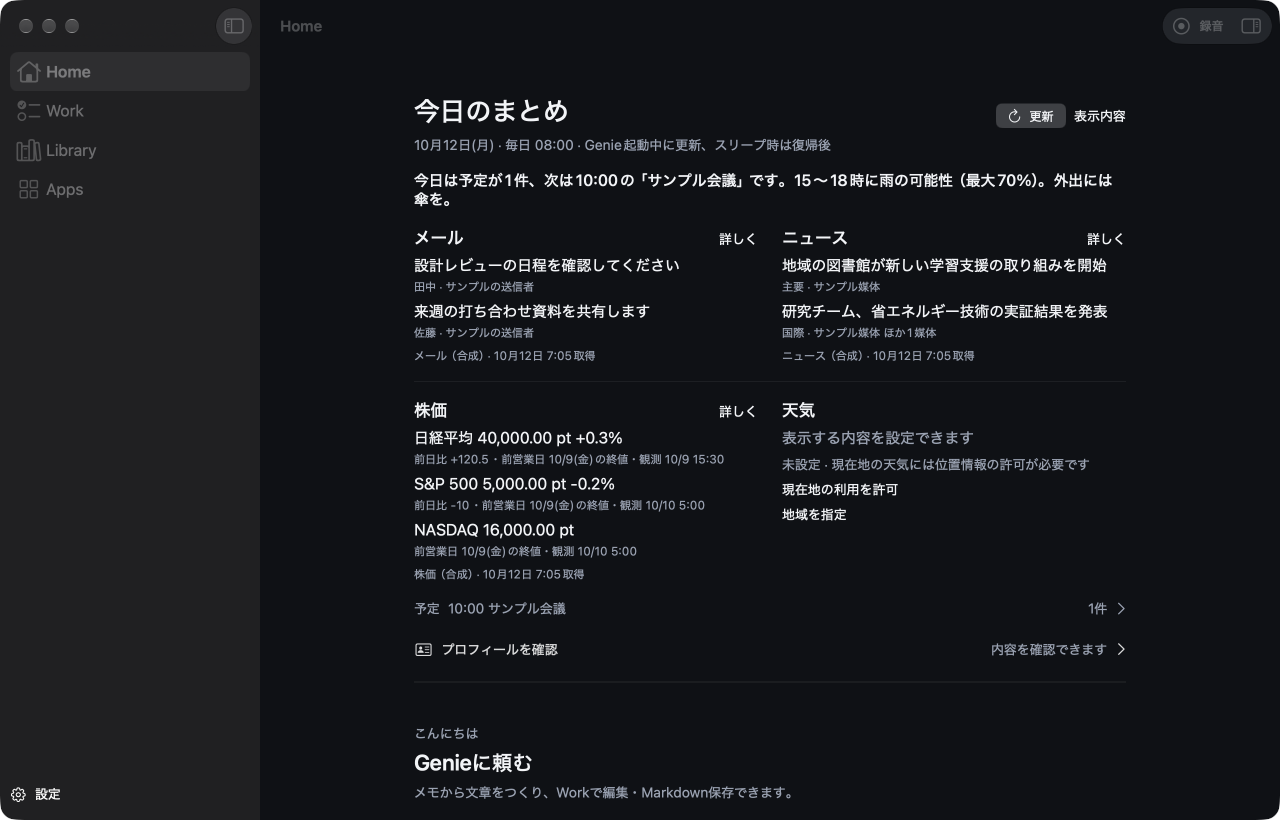 Home
録音
Home
Work
Library
Apps
設定
今日のまとめ
更新
表示内容
10月12日(月) · 毎日 08:00 · Genie起動中に更新、スリープ時は復帰後
今日は予定が1件、次は10:00の「サンプル会議」です。15〜18時に雨の可能性（最大70%）。外出には
傘を。
メール
詳しく
設計レビューの日程を確認してください
田中 · サンプルの送信者
来週の打ち合わせ資料を共有します
佐藤 · サンプルの送信者
メール（合成）· 10月12日 7:05取得
ニュース
詳しく
地域の図書館が新しい学習支援の取り組みを開始
主要 · サンプル媒体
研究チーム、省エネルギー技術の実証結果を発表
国際 · サンプル媒体 ほか1媒体
ニュース（合成）· 10月12日 7:05取得
株価
詳しく
日経平均 40,000.00 pt +0.3%
前日比 +120.5・前営業日 10/9(金)の終値・観測 10/9 15:30
S&P 500 5,000.00 pt -0.2%
前日比 -10・前営業日 10/9(金)の終値・観測 10/10 5:00
NASDAQ 16,000.00 pt
前営業日 10/9(金)の終値・観測 10/10 5:00
株価（合成）· 10月12日 7:05取得
天気
表示する内容を設定できます
未設定 · 現在地の天気には位置情報の許可が必要です
現在地の利用を許可
地域を指定
予定 10:00 サンプル会議
1件
プロフィールを確認
内容を確認できます
こんにちは
Genieに頼む
メモから文章をつくり、Workで編集・Markdown保存できます。